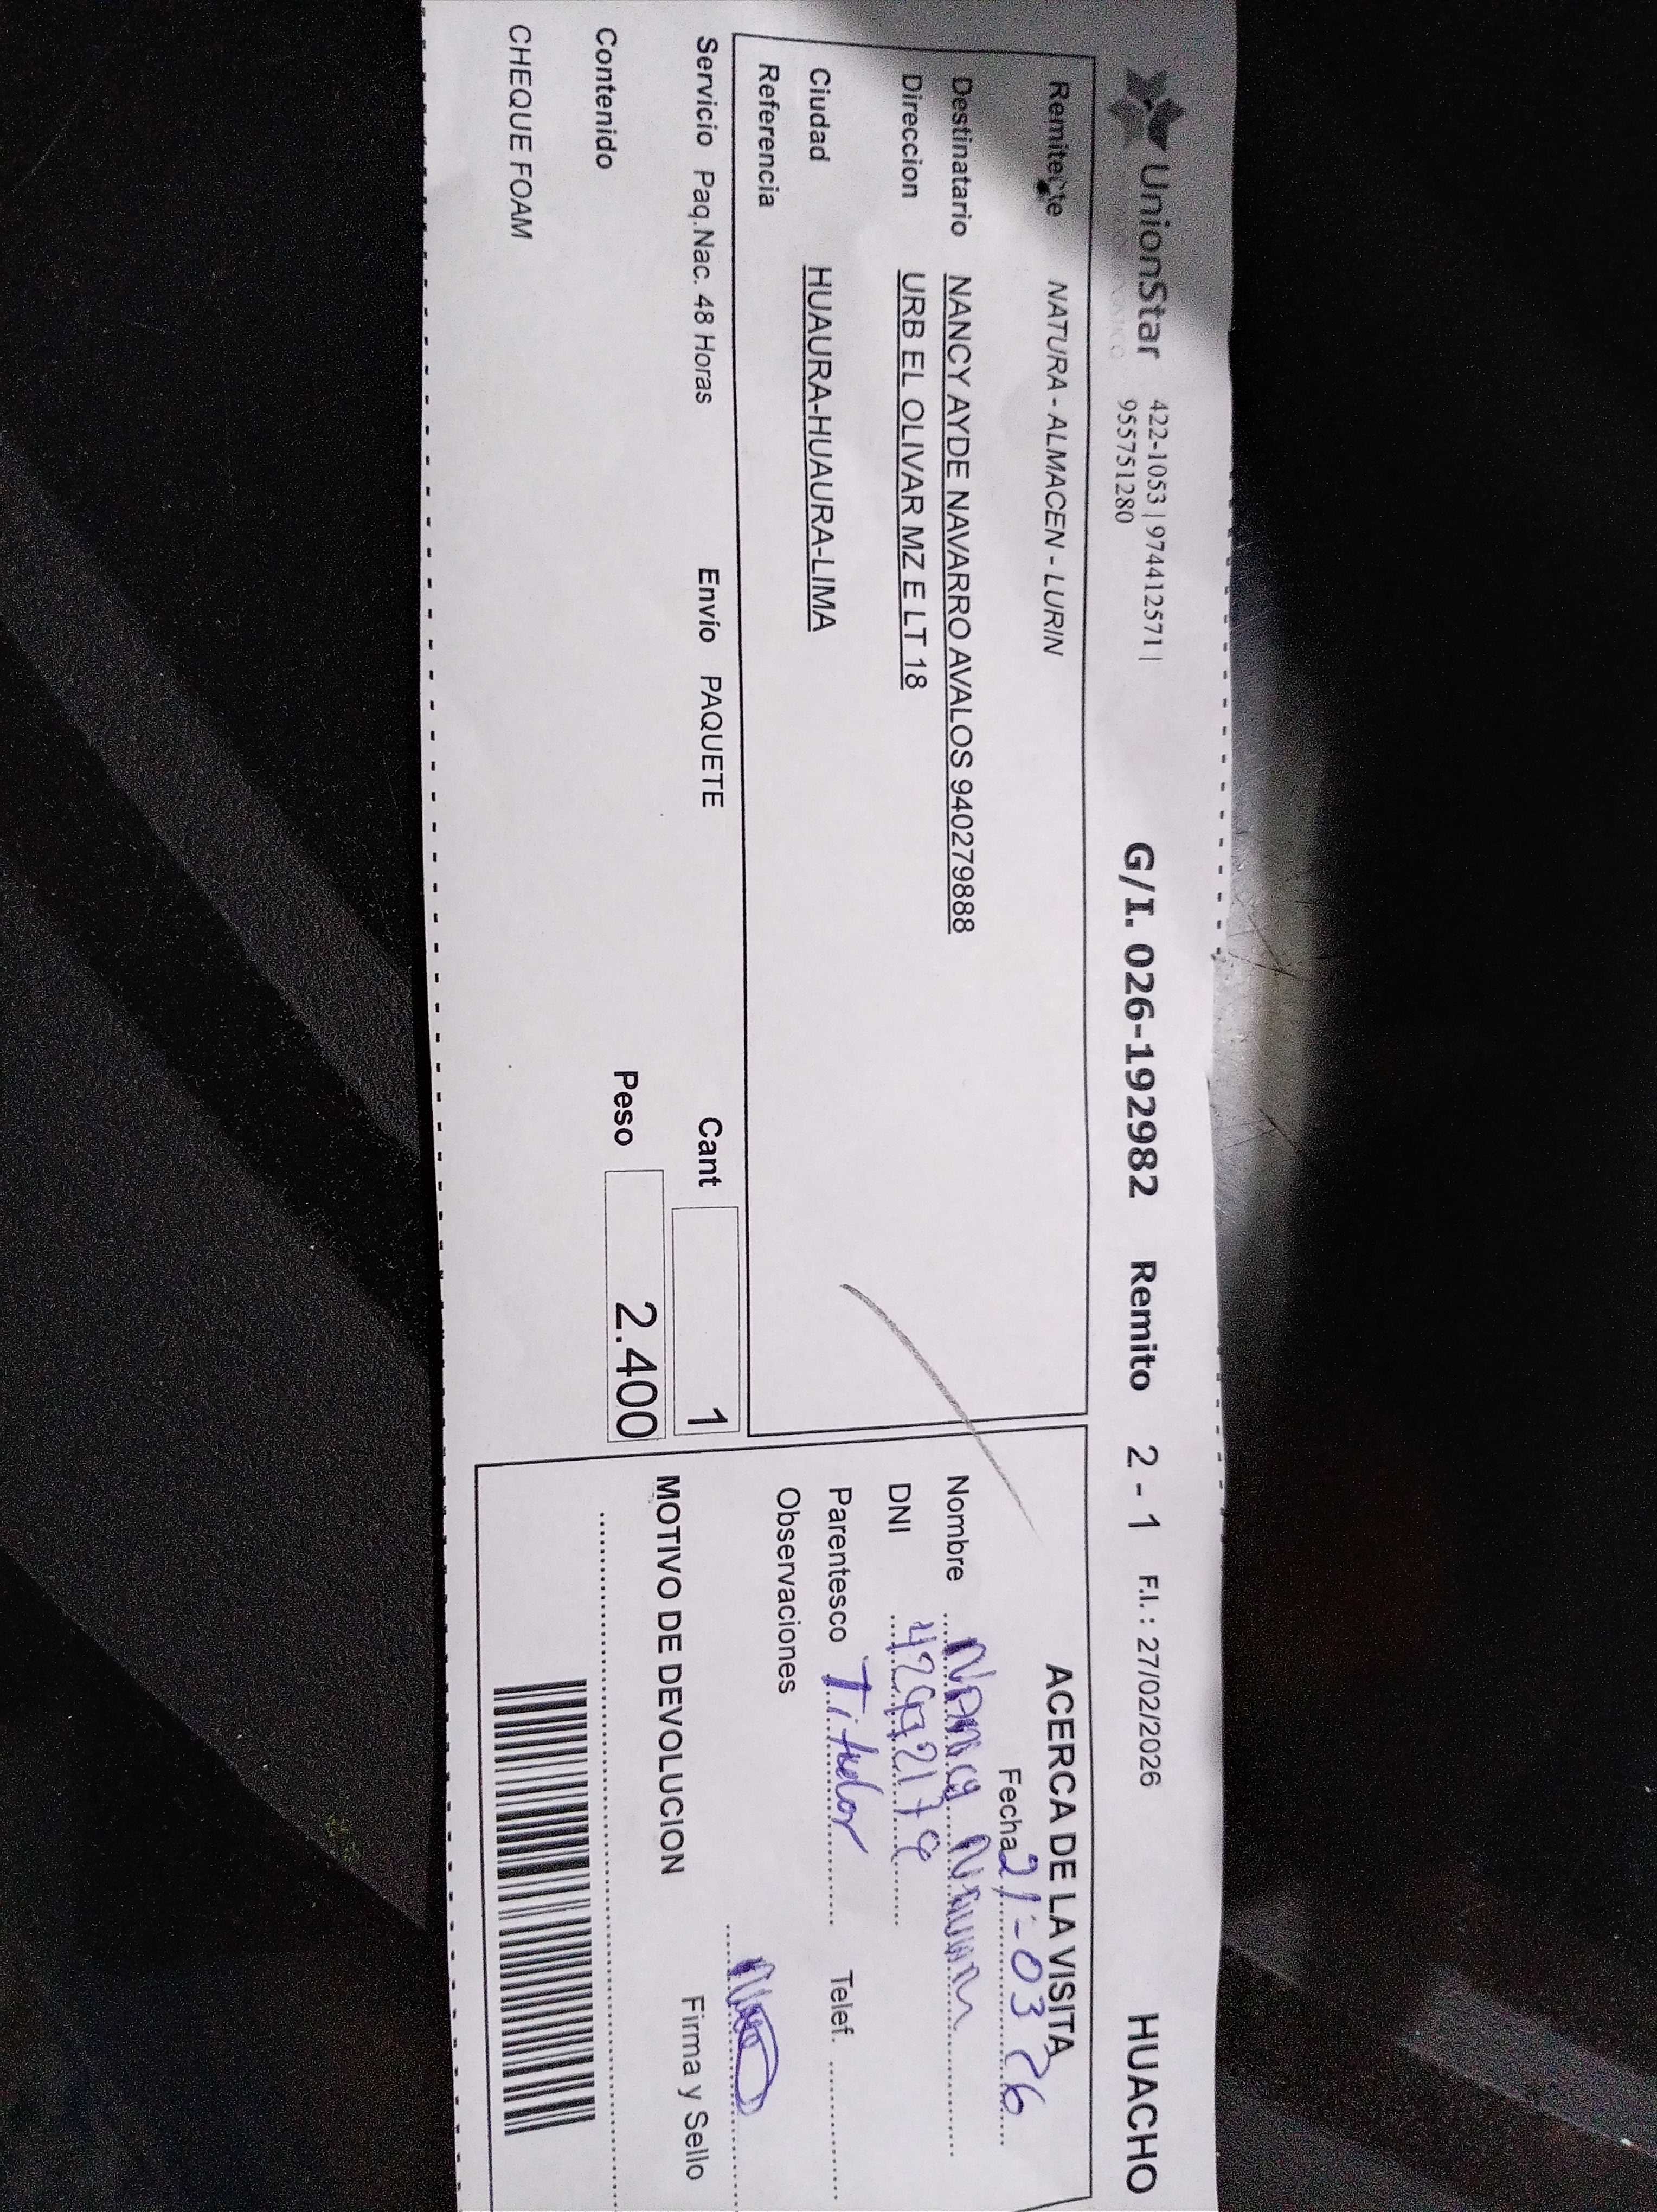 UnionStar 422-1053 | 974412571 | 955751280 G/I. 026-192982 Remito 2 - 1 F.I. : 27/02/2026 HUACHO
Remitente NATURA - ALMACEN - LURIN
Destinatario NANCY AYDE NAVARRO AVALOS 940279888
Direccion URB EL OLIVAR MZ E LT 18
Ciudad HUAURA-HUAURA-LIMA
Referencia
Servicio Paq.Nac. 48 Horas Envío PAQUETE Cant 1
Contenido Peso 2.400
CHEQUE FOAM
ACERCA DE LA VISITA
Fecha 21-03 26
Nombre Nancy
DNI
Parentesco Titular Telef.
Observaciones
Firma y Sello
MOTIVO DE DEVOLUCION